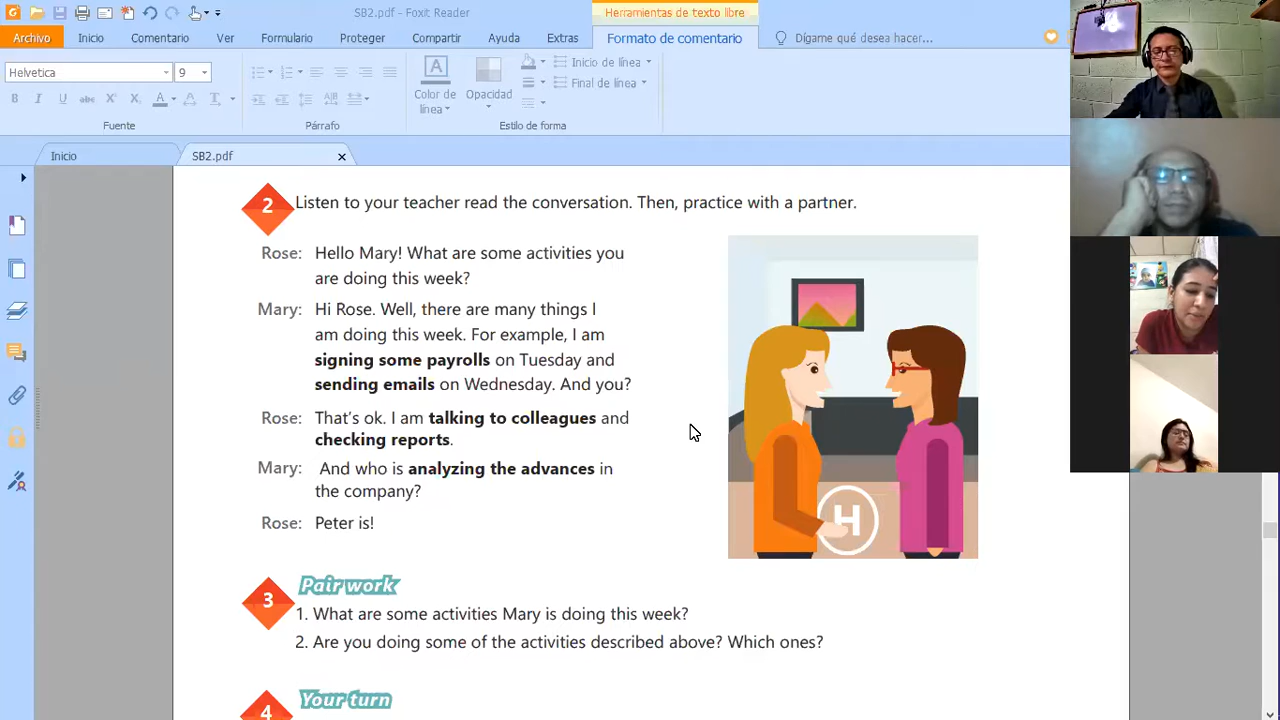 SB2.pdf - Foxit Reader
Herramientas de texto libre
Archivo Inicio Comentario Ver Formulario Proteger Compartir Ayuda Extras Formato de comentario Dígame qué desea hacer...
Helvetica 9
Color de línea
Opacidad
Inicio de línea
Final de línea
Fuente Párrafo Estilo de forma
Inicio SB2.pdf
2 Listen to your teacher read the conversation. Then, practice with a partner.
Rose: Hello Mary! What are some activities you
are doing this week?
Mary: Hi Rose. Well, there are many things I
am doing this week. For example, I am
signing some payrolls on Tuesday and
sending emails on Wednesday. And you?
Rose: That's ok. I am talking to colleagues and
checking reports.
Mary: And who is analyzing the advances in
the company?
Rose: Peter is!
H
3 Pair work
1. What are some activities Mary is doing this week?
2. Are you doing some of the activities described above? Which ones?
4 Your turn